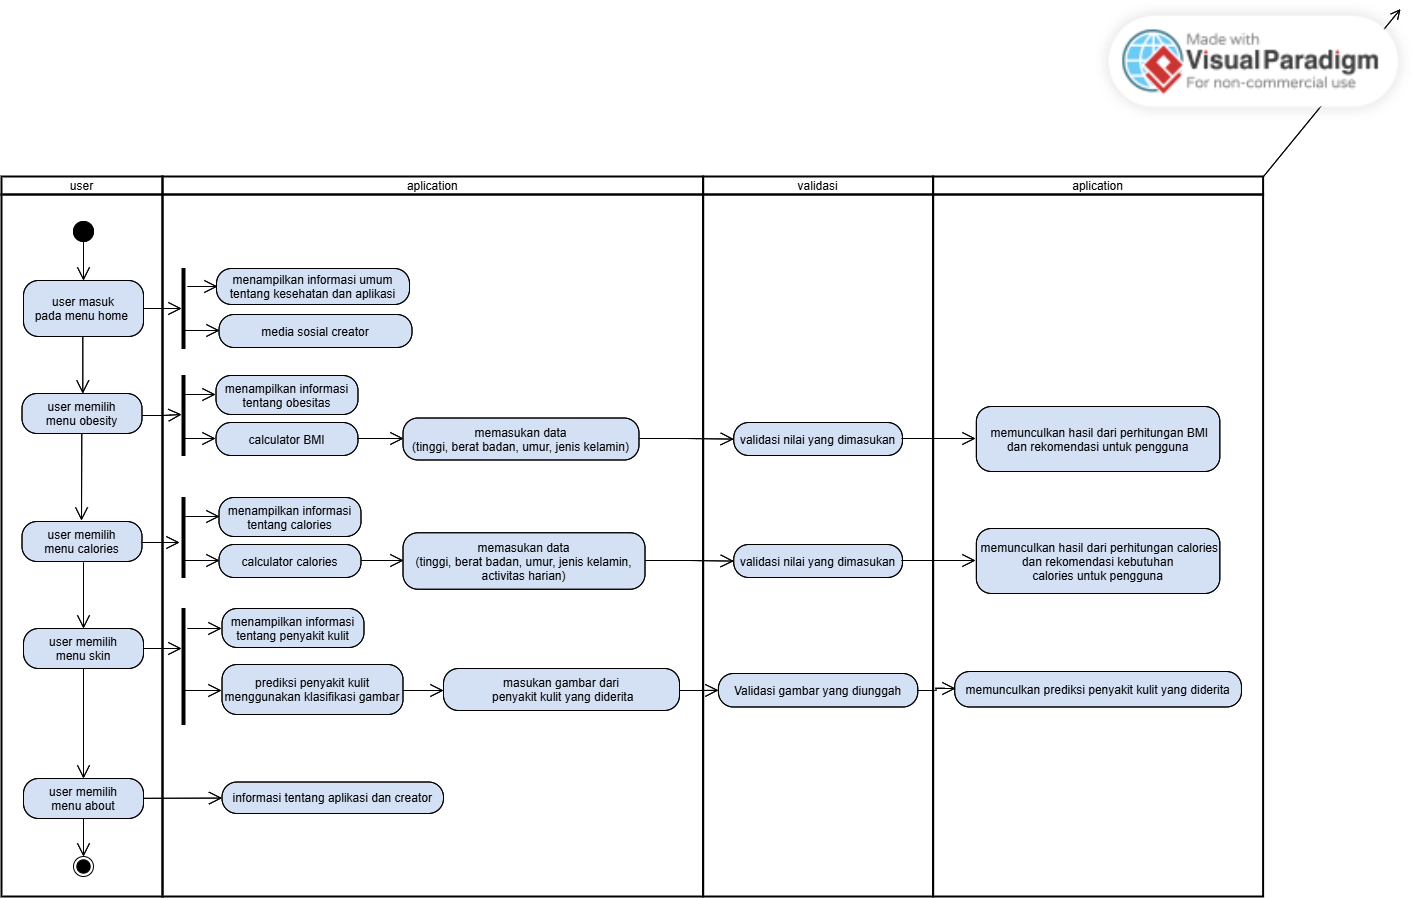 Made with
Visual Paradigm
For non-commercial use
user
aplication
validasi
aplication
user masuk
pada menu home
menampilkan informasi umum
tentang kesehatan dan aplikasi
media sosial creator
user memilih
menu obesity
menampilkan informasi
tentang obesitas
calculator BMI
memasukan data
(tinggi, berat badan, umur, jenis kelamin)
validasi nilai yang dimasukan
memunculkan hasil dari perhitungan BMI
dan rekomendasi untuk pengguna
user memilih
menu calories
menampilkan informasi
tentang calories
calculator calories
memasukan data
(tinggi, berat badan, umur, jenis kelamin,
activitas harian)
validasi nilai yang dimasukan
memunculkan hasil dari perhitungan calories
dan rekomendasi kebutuhan
calories untuk pengguna
user memilih
menu skin
menampilkan informasi
tentang penyakit kulit
prediksi penyakit kulit
menggunakan klasifikasi gambar
masukan gambar dari
penyakit kulit yang diderita
Validasi gambar yang diunggah
memunculkan prediksi penyakit kulit yang diderita
user memilih
menu about
informasi tentang aplikasi dan creator